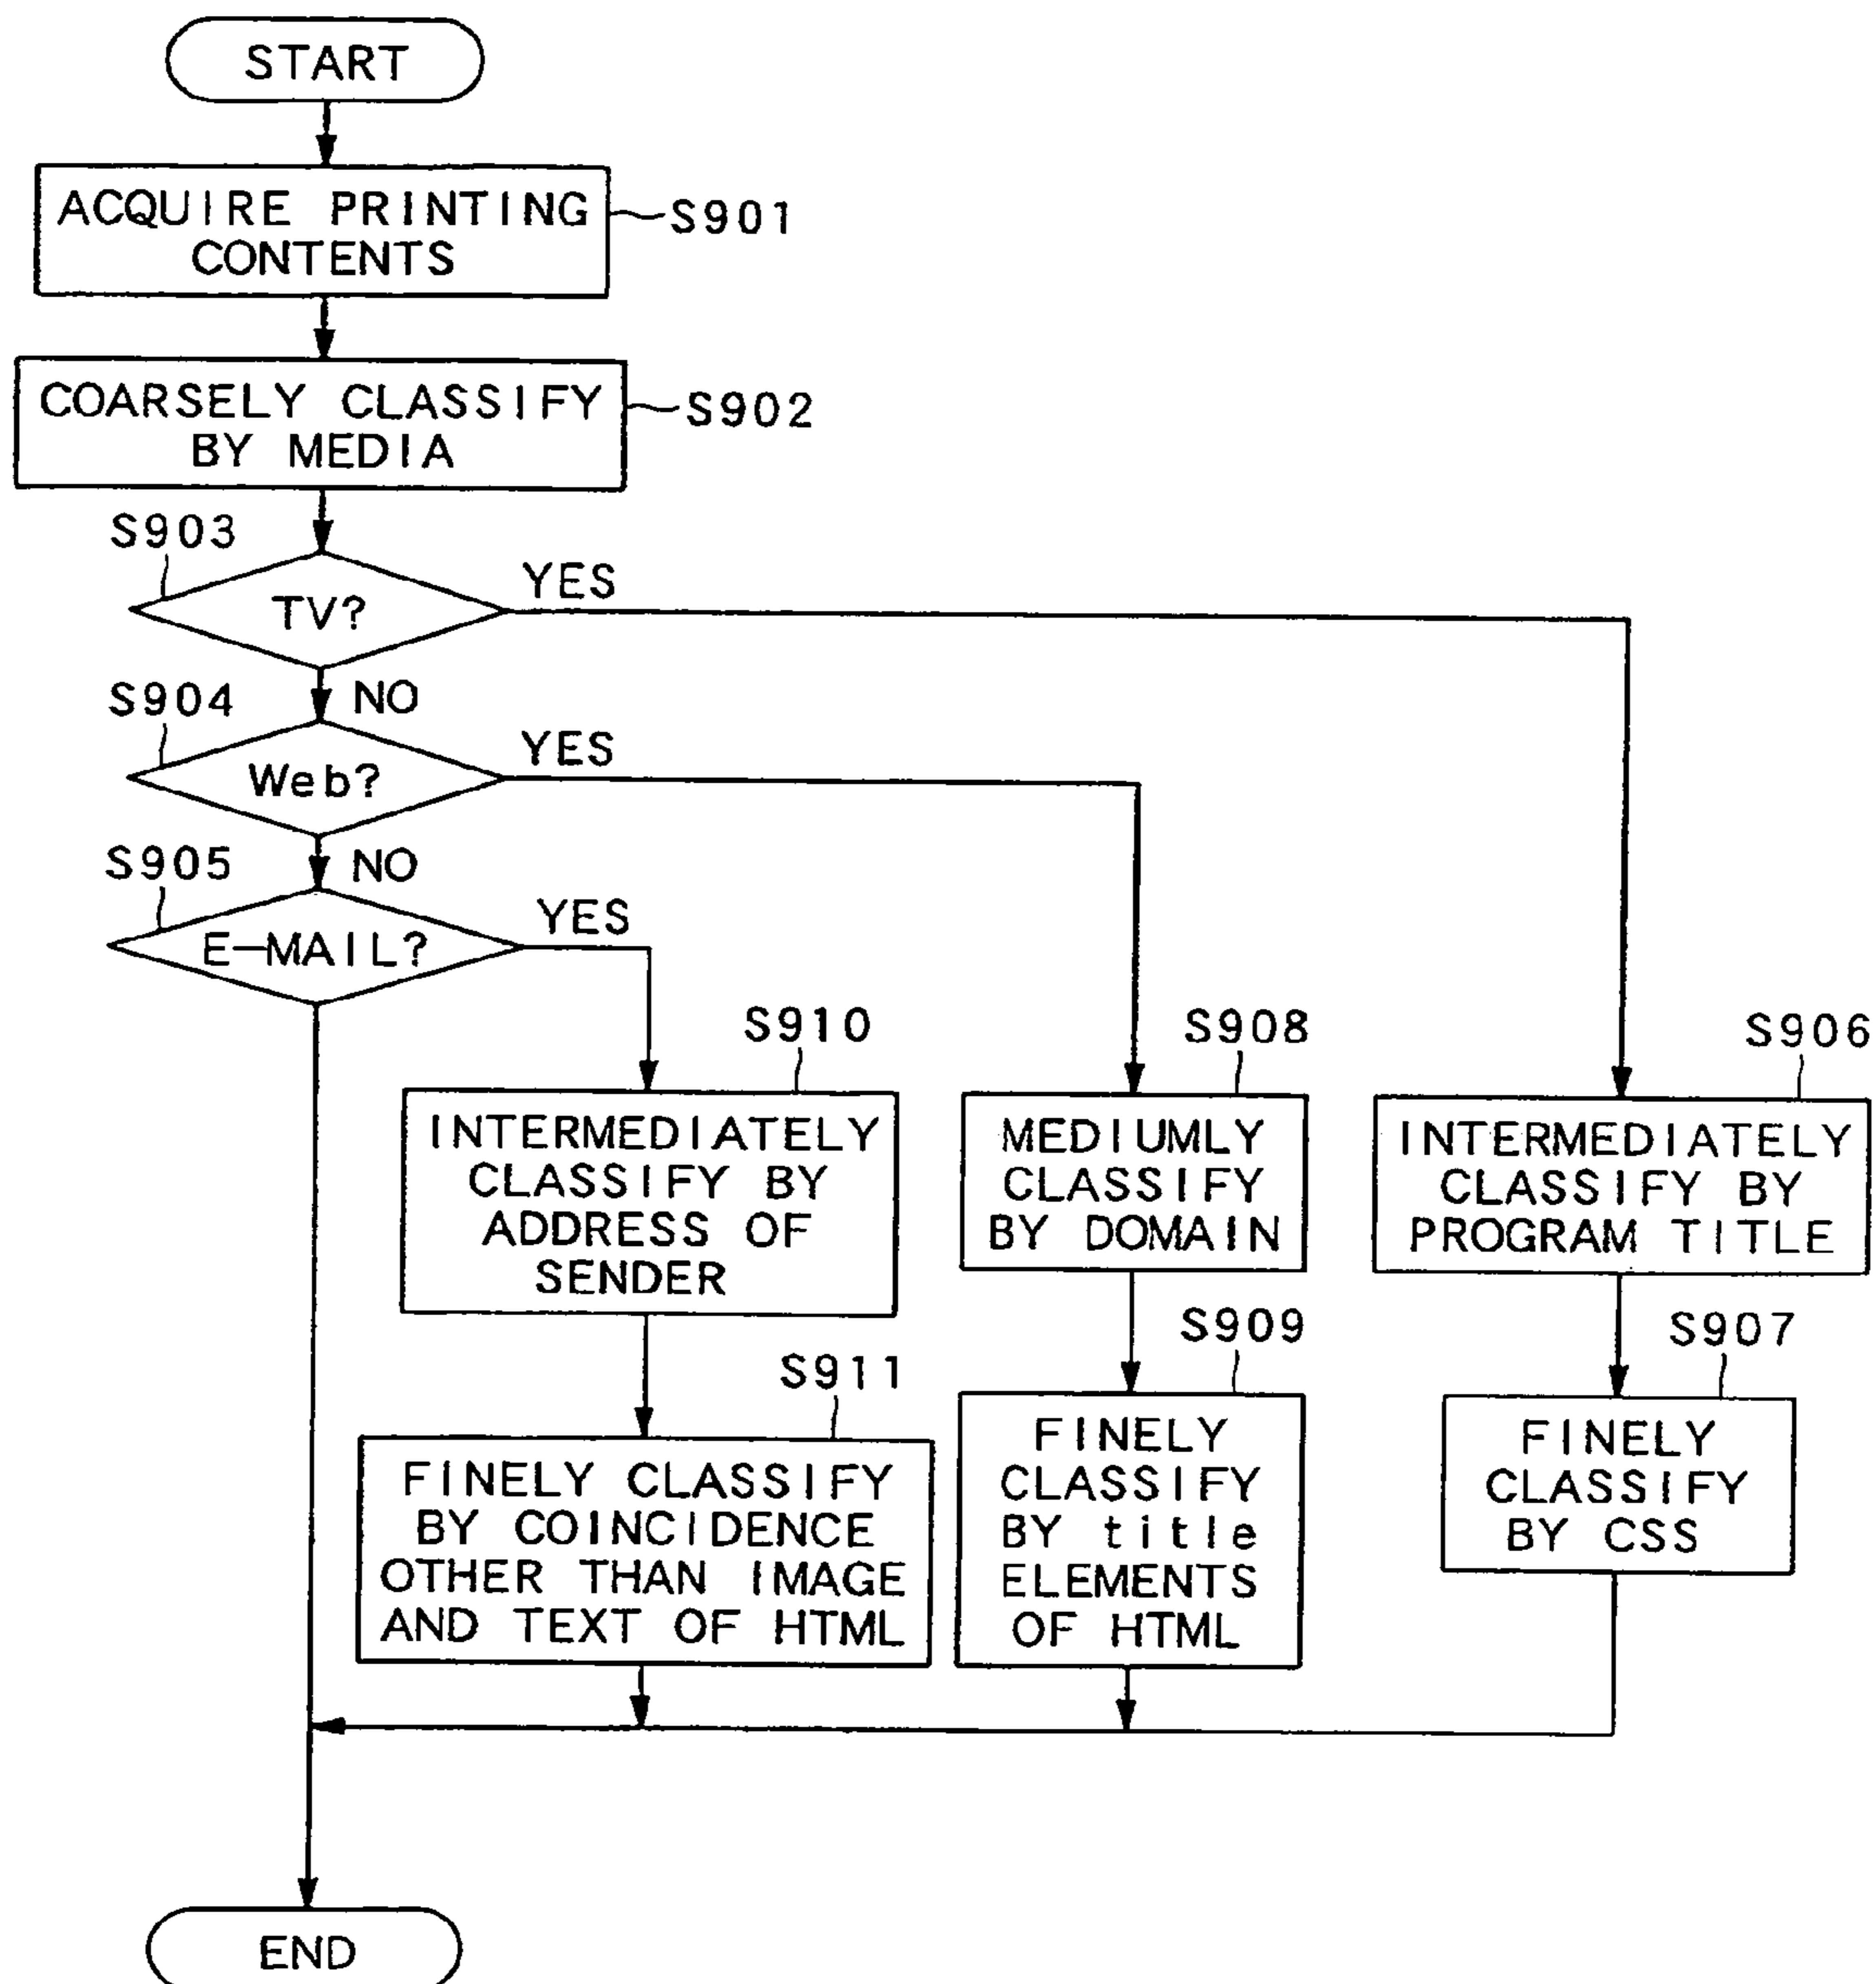 START
ACQUIRE PRINTING
CONTENTS
S901
COARSELY CLASSIFY
BY MEDIA
S902
S903
TV?
YES
NO
S904
Web?
YES
NO
S905
E-MAIL?
YES
S910
INTERMEDIATELY
CLASSIFY BY
ADDRESS OF
SENDER
S908
MEDIUMLY
CLASSIFY
BY DOMAIN
S906
INTERMEDIATELY
CLASSIFY BY
PROGRAM TITLE
S911
FINELY CLASSIFY
BY COINCIDENCE
OTHER THAN IMAGE
AND TEXT OF HTML
S909
FINELY
CLASSIFY
BY title
ELEMENTS
OF HTML
S907
FINELY
CLASSIFY
BY CSS
END